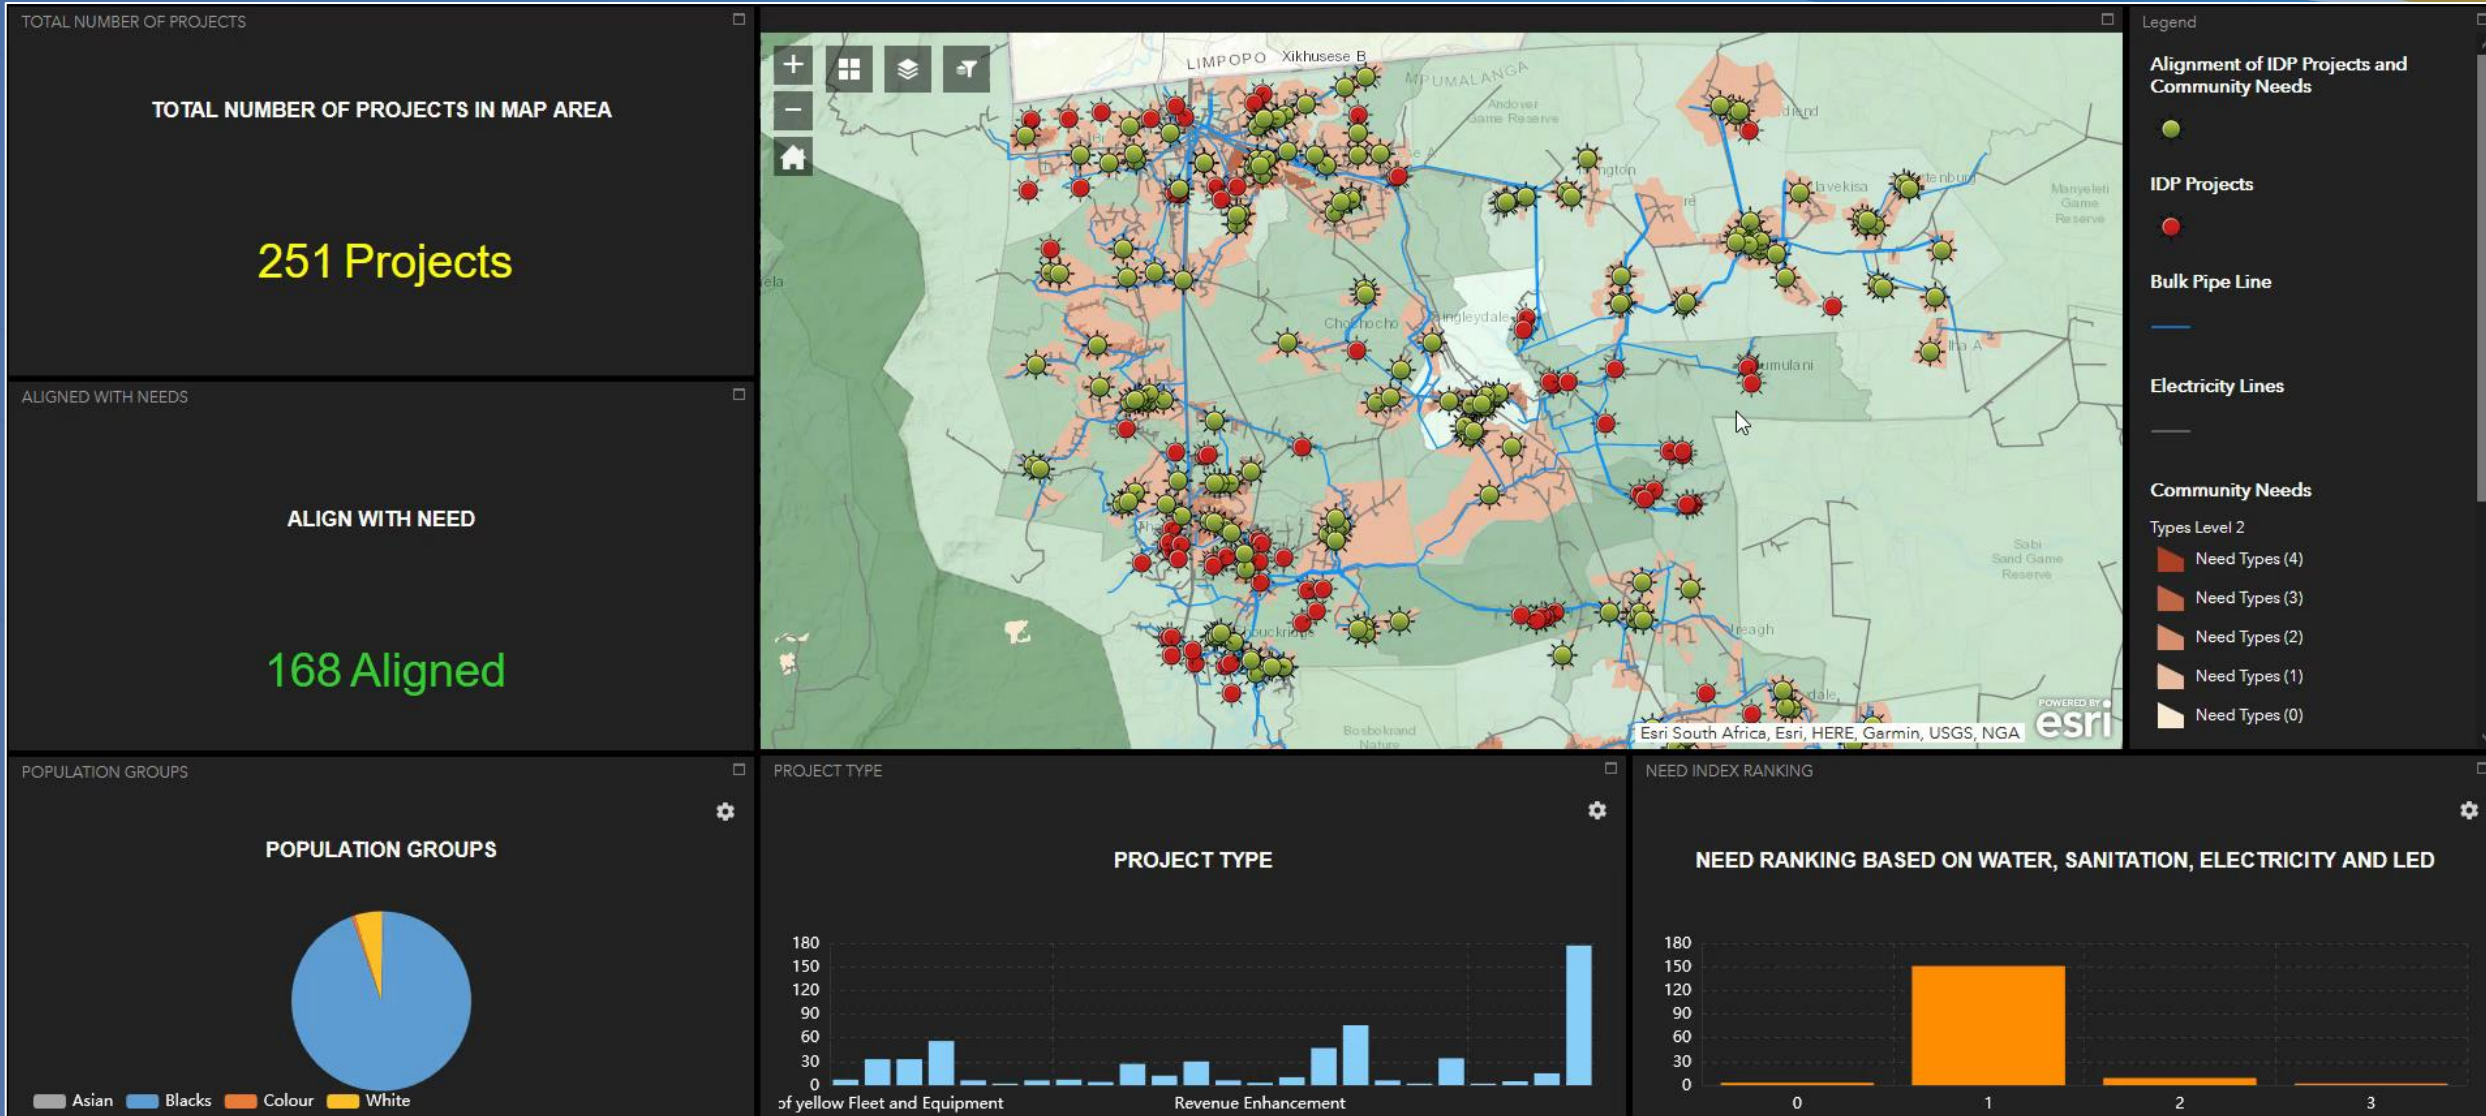 TOTAL NUMBER OF PROJECTS
TOTAL NUMBER OF PROJECTS IN MAP AREA
251 Projects
ALIGNED WITH NEEDS
ALIGN WITH NEED
168 Aligned
LIMPOPO Xikhusese B
MPUMALANGA
Andover
Game Reserve
Manyeleti
Game
Reserve
Sabi
Sand Game
Reserve
Bosbokrand
Nature
Esri South Africa, Esri, HERE, Garmin, USGS, NGA
POWERED BY
esri
Legend
Alignment of IDP Projects and
Community Needs
IDP Projects
Bulk Pipe Line
Electricity Lines
Community Needs
Types Level 2
Need Types (4)
Need Types (3)
Need Types (2)
Need Types (1)
Need Types (0)
POPULATION GROUPS
POPULATION GROUPS
Asian Blacks Colour White
PROJECT TYPE
PROJECT TYPE
180
150
120
90
60
30
0
of yellow Fleet and Equipment Revenue Enhancement
NEED INDEX RANKING
NEED RANKING BASED ON WATER, SANITATION, ELECTRICITY AND LED
180
150
120
90
60
30
0
0 1 2 3